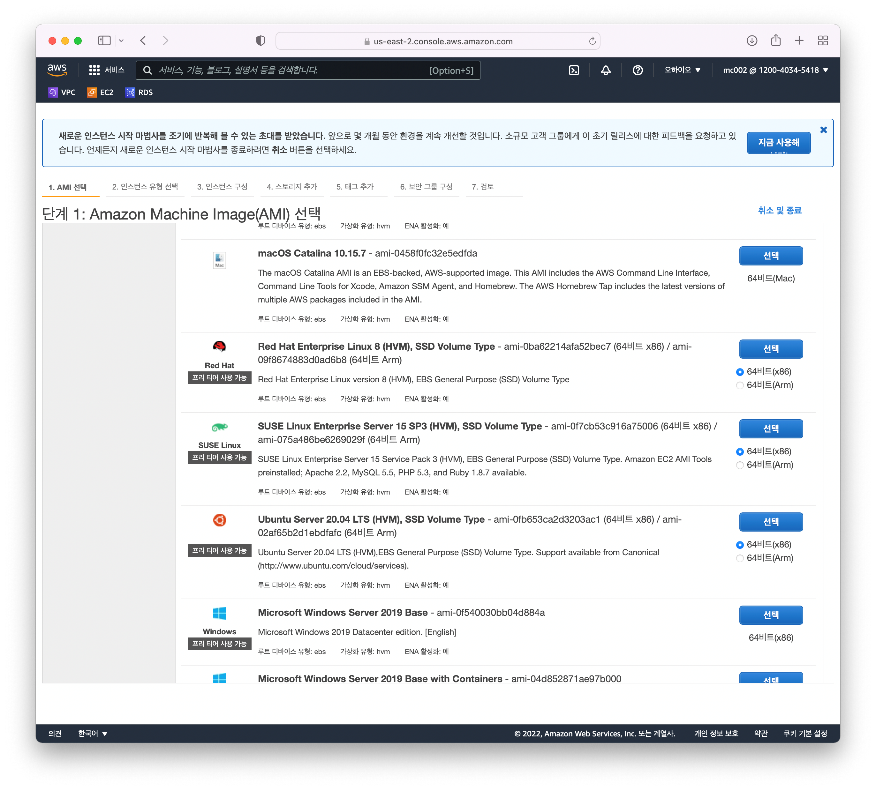 us-east-2.console.aws.amazon.com
aws
서비스
서비스, 기능, 블로그, 설명서 등을 검색합니다.
[Option+S]
오하이오 ▼
mc002 @ 1200-4034-5418 ▼
VPC
EC2
RDS
새로운 인스턴스 시작 마법사를 조기에 반복해 볼 수 있는 초대를 받았습니다. 앞으로 몇 개월 동안 환경을 계속 개선할 것입니다. 소규모 고객 그룹에게 이 초기 릴리스에 대한 피드백을 요청하고 있
습니다. 언제든지 새로운 인스턴스 시작 마법사를 종료하려면 취소 버튼을 선택하세요.
지금 사용해
1. AMI 선택
2. 인스턴스 유형 선택
3. 인스턴스 구성
4. 스토리지 추가
5. 태그 추가
6. 보안 그룹 구성
7. 검토
단계 1: Amazon Machine Image(AMI) 선택
취소 및 종료
루트 디바이스 유형: ebs 가상화 유형: hvm ENA 활성화: 예
Mac
macOS Catalina 10.15.7 - ami-0458f0fc32e5edfda
선택
64비트(Mac)
The macOS Catalina AMI is an EBS-backed, AWS-supported image. This AMI includes the AWS Command Line Interface,
Command Line Tools for Xcode, Amazon SSM Agent, and Homebrew. The AWS Homebrew Tap includes the latest versions of
multiple AWS packages included in the AMI.
루트 디바이스 유형: ebs 가상화 유형: hvm ENA 활성화: 예
Red Hat
프리 티어 사용 가능
Red Hat Enterprise Linux 8 (HVM), SSD Volume Type - ami-0ba62214afa52bec7 (64비트 x86) / ami-
09f8674883d0ad6b8 (64비트 Arm)
선택
64비트(x86)
64비트(Arm)
Red Hat Enterprise Linux version 8 (HVM), EBS General Purpose (SSD) Volume Type
루트 디바이스 유형: ebs 가상화 유형: hvm ENA 활성화: 예
SUSE Linux
프리 티어 사용 가능
SUSE Linux Enterprise Server 15 SP3 (HVM), SSD Volume Type - ami-0f7cb53c916a75006 (64비트 x86) /
ami-075a486be6269029f (64비트 Arm)
선택
64비트(x86)
64비트(Arm)
SUSE Linux Enterprise Server 15 Service Pack 3 (HVM), EBS General Purpose (SSD) Volume Type. Amazon EC2 AMI Tools
preinstalled; Apache 2.2, MySQL 5.5, PHP 5.3, and Ruby 1.8.7 available.
루트 디바이스 유형: ebs 가상화 유형: hvm ENA 활성화: 예
프리 티어 사용 가능
Ubuntu Server 20.04 LTS (HVM), SSD Volume Type - ami-0fb653ca2d3203ac1 (64비트 x86) / ami-
02af65b2d1ebdfafc (64비트 Arm)
선택
64비트(x86)
64비트(Arm)
Ubuntu Server 20.04 LTS (HVM),EBS General Purpose (SSD) Volume Type. Support available from Canonical
(http://www.ubuntu.com/cloud/services).
루트 디바이스 유형: ebs 가상화 유형: hvm ENA 활성화: 예
Windows
프리 티어 사용 가능
Microsoft Windows Server 2019 Base - ami-0f540030bb04d884a
선택
64비트(x86)
Microsoft Windows 2019 Datacenter edition. [English]
루트 디바이스 유형: ebs 가상화 유형: hvm ENA 활성화: 예
Microsoft Windows Server 2019 Base with Containers - ami-04d852871ae97b000
선택
의견
한국어 ▼
© 2022, Amazon Web Services, Inc. 또는 계열사.
개인 정보 보호
약관
쿠키 기본 설정